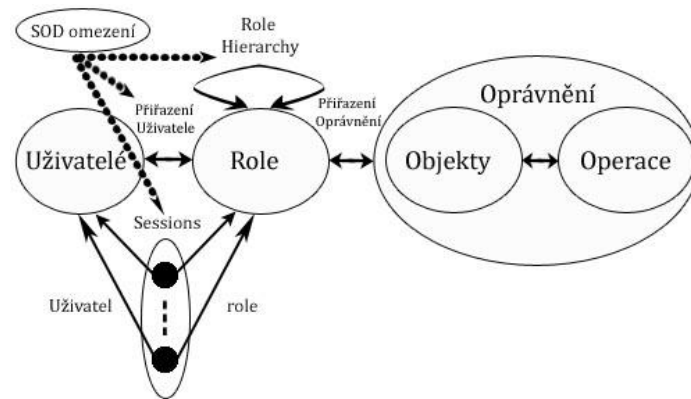 SOD omezení
Role
Hierarchy
Přiřazení
Uživatele
Přiřazení
Oprávnění
Oprávnění
Uživatelé
Role
Objekty
Operace
Sessions
Uživatel
role